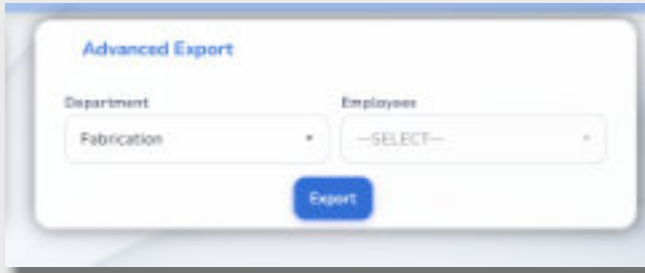 Advanced Export
Department Employees
Fabrication --SELECT--
Export